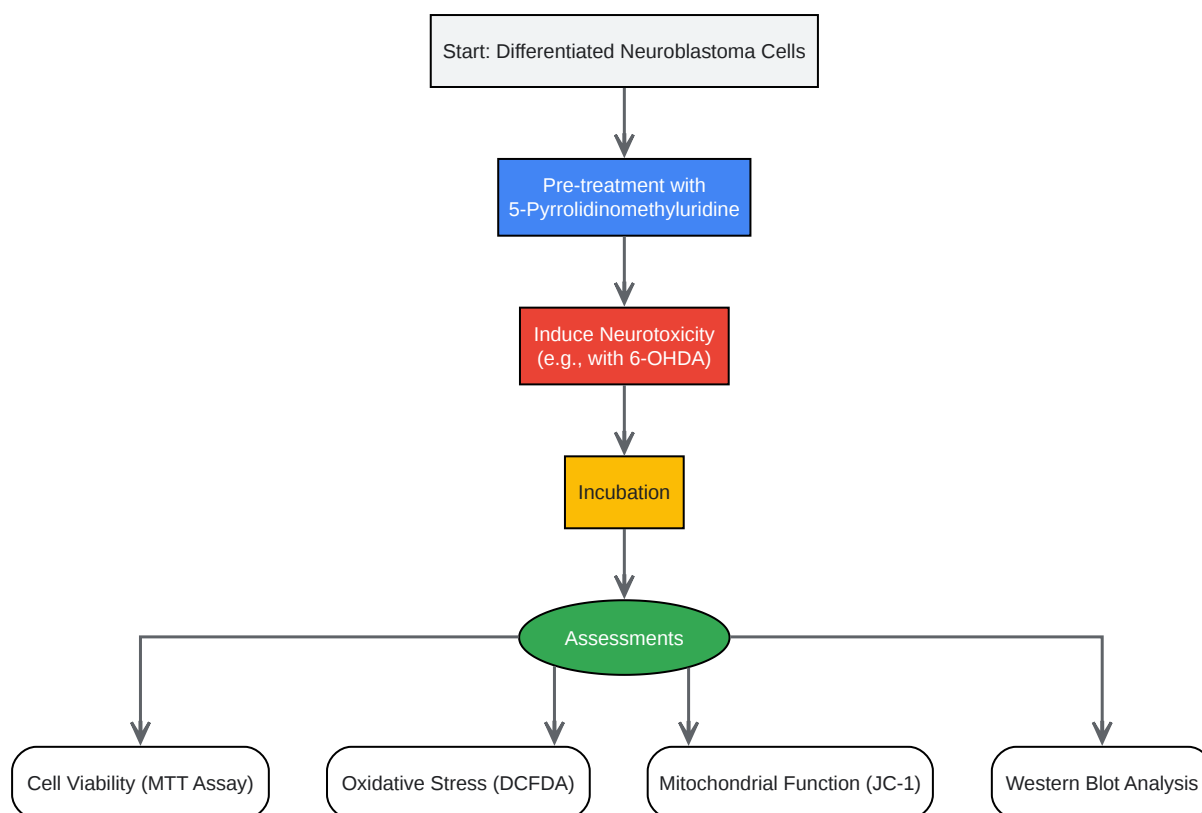 Start: Differentiated Neuroblastoma Cells
Pre-treatment with
5-Pyrrolidinomethyluridine
Induce Neurotoxicity
(e.g., with 6-OHDA)
Incubation
Assessments
Cell Viability (MTT Assay)
Oxidative Stress (DCFDA)
Mitochondrial Function (JC-1)
Western Blot Analysis